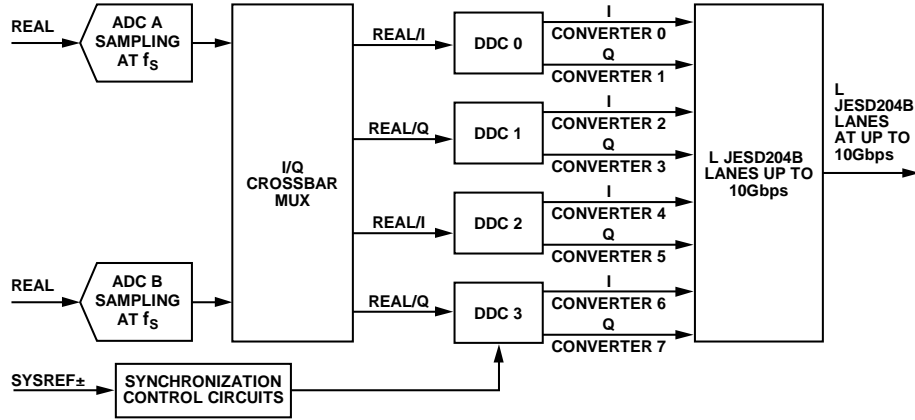 REAL
ADC A
SAMPLING
AT fS
I/Q
CROSSBAR
MUX
REAL/I
DDC 0
I
CONVERTER 0
Q
CONVERTER 1
REAL/Q
DDC 1
I
CONVERTER 2
Q
CONVERTER 3
REAL/I
DDC 2
I
CONVERTER 4
Q
CONVERTER 5
REAL
ADC B
SAMPLING
AT fS
REAL/Q
DDC 3
I
CONVERTER 6
Q
CONVERTER 7
L JESD204B
LANES UP TO
10Gbps
L
JESD204B
LANES
AT UP TO
10Gbps
SYSREF±
SYNCHRONIZATION
CONTROL CIRCUITS